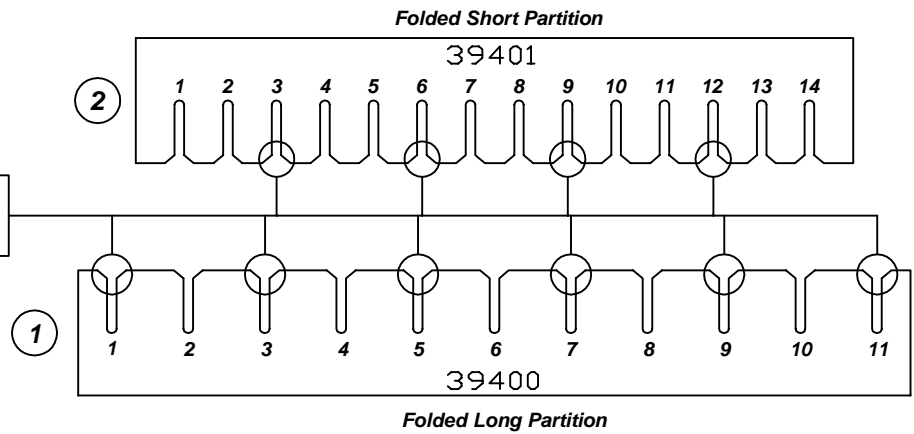 Folded Short Partition
39401
2
1 2 3 4 5 6 7 8 9 10 11 12 13 14
1
1 2 3 4 5 6 7 8 9 10 11
39400
Folded Long Partition